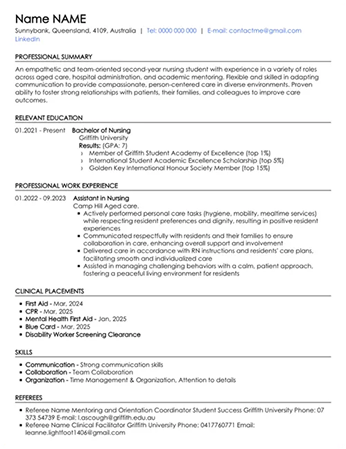 Name NAME
Sunnybank, Queensland, 4109, Australia | Tel: 0000 000 000 | E-mail: contactme@gmail.com
LinkedIn
PROFESSIONAL SUMMARY
An empathetic and team-oriented second-year nursing student with experience in a variety of roles
across aged care, hospital administration, and academic mentoring. Flexible and skilled in adapting
communication to provide compassionate, person-centered care in diverse environments. Proven
ability to foster strong relationships with patients, their families, and colleagues to improve care
outcomes.
RELEVANT EDUCATION
01.2021 - Present Bachelor of Nursing
Griffith University
Results: (GPA: 7)
› Member of Griffith Student Academy of Excellence (top 1%)
› International Student Academic Excellence Scholarship (top 5%)
› Golden Key International Honour Society Member (top 15%)
PROFESSIONAL WORK EXPERIENCE
01.2022 - 09.2023 Assistant in Nursing
Camp Hill Aged care.
• Actively performed personal care tasks (hygiene, mobility, mealtime services)
while respecting resident preferences and dignity, resulting in positive resident
experiences
• Communicated respectfully with residents and their families to ensure
collaboration in care, enhancing overall support and involvement
• Delivered care in accordance with RN instructions and residents' care plans,
facilitating smooth and individualized care
• Assisted in managing challenging behaviors with a calm, patient approach,
fostering a peaceful living environment for residents
CLINICAL PLACEMENTS
• First Aid - Mar, 2024
• CPR - Mar, 2025
• Mental Health First Aid - Jan, 2025
• Blue Card - Mar, 2025
• Disability Worker Screening Clearance
SKILLS
• Communication - Strong communication skills
• Collaboration - Team Collaboration
• Organization - Time Management & Organization, Attention to details
REFEREES
• Referee Name Mentoring and Orientation Coordinator Student Success Griffith University Phone: 07
373 54739 E-mail: l.ascough@gmail.com
• Referee Name Clinical Facilitator Griffith University Phone: 0417760771 Email:
leanne.lightfoot1406@gmail.com